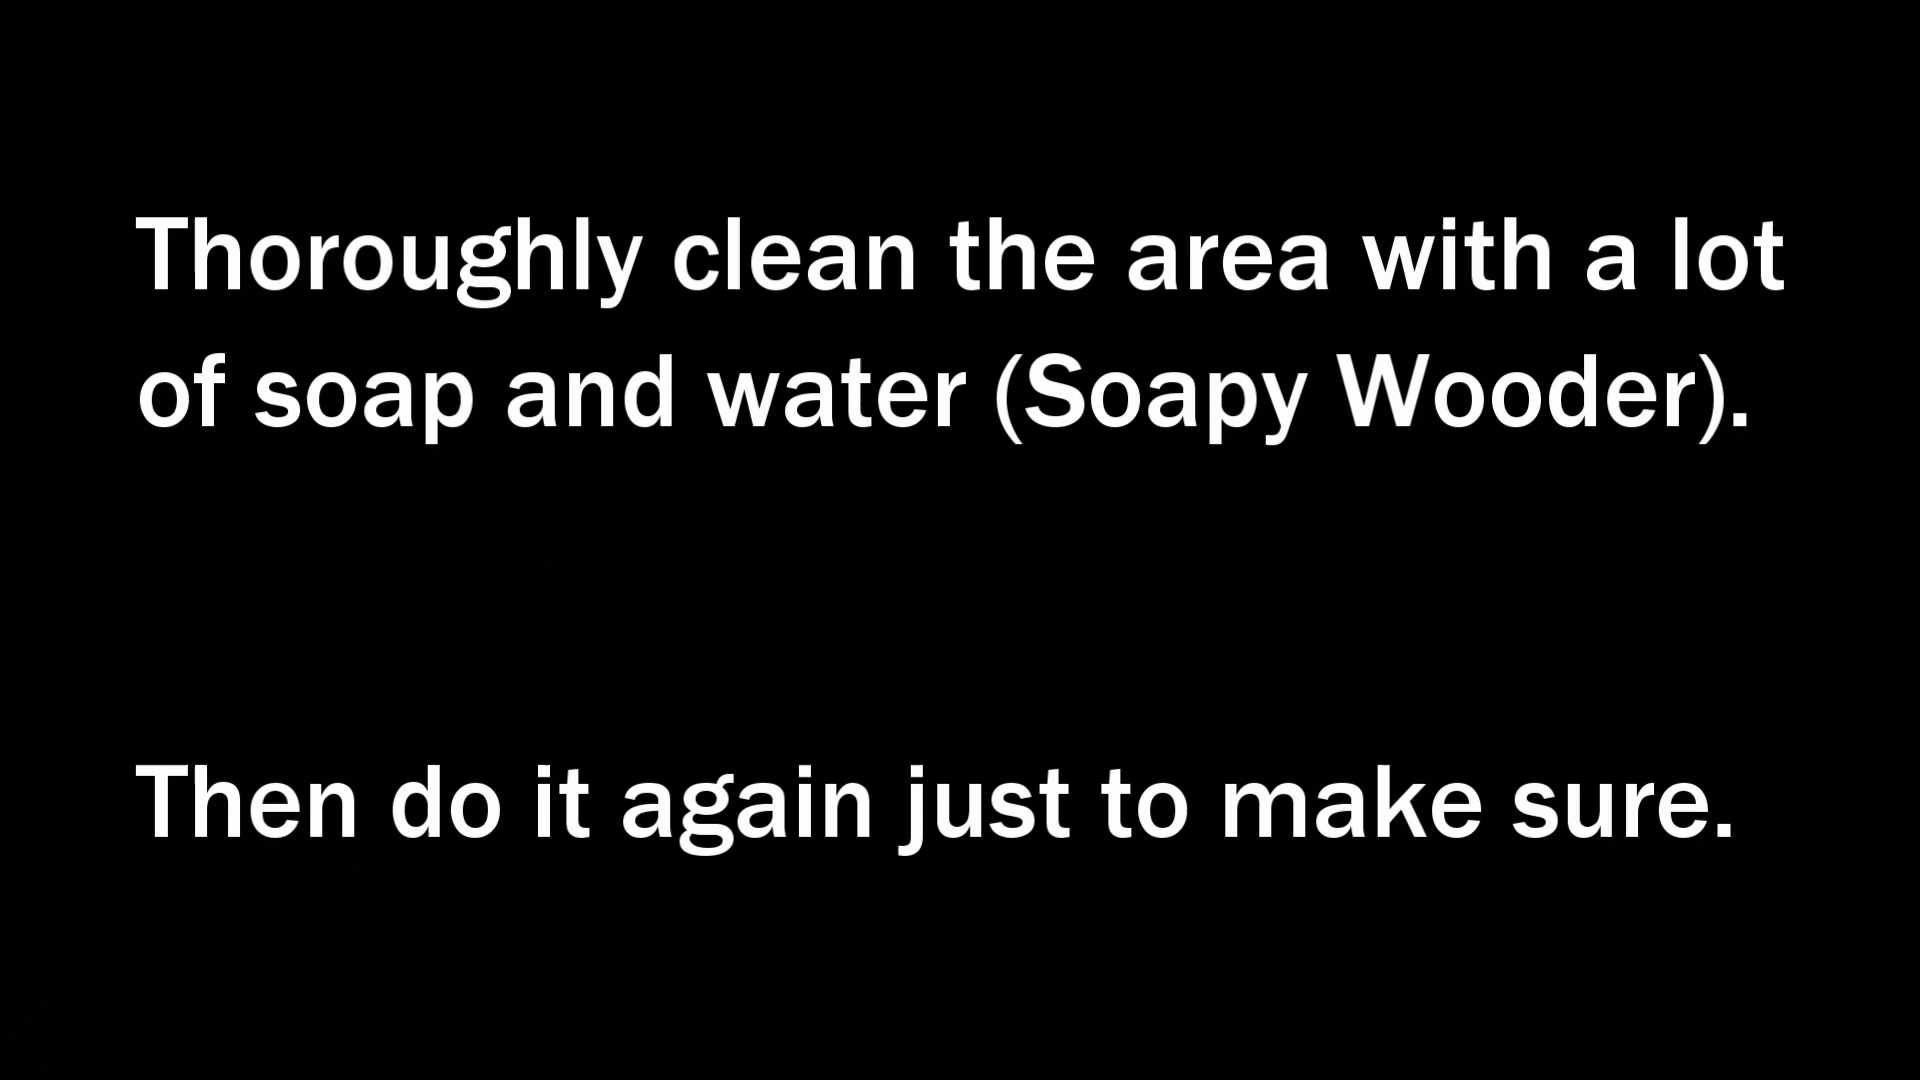 Thoroughly clean the area with a lot
of soap and water (Soapy Wooder).
Then do it again just to make sure.